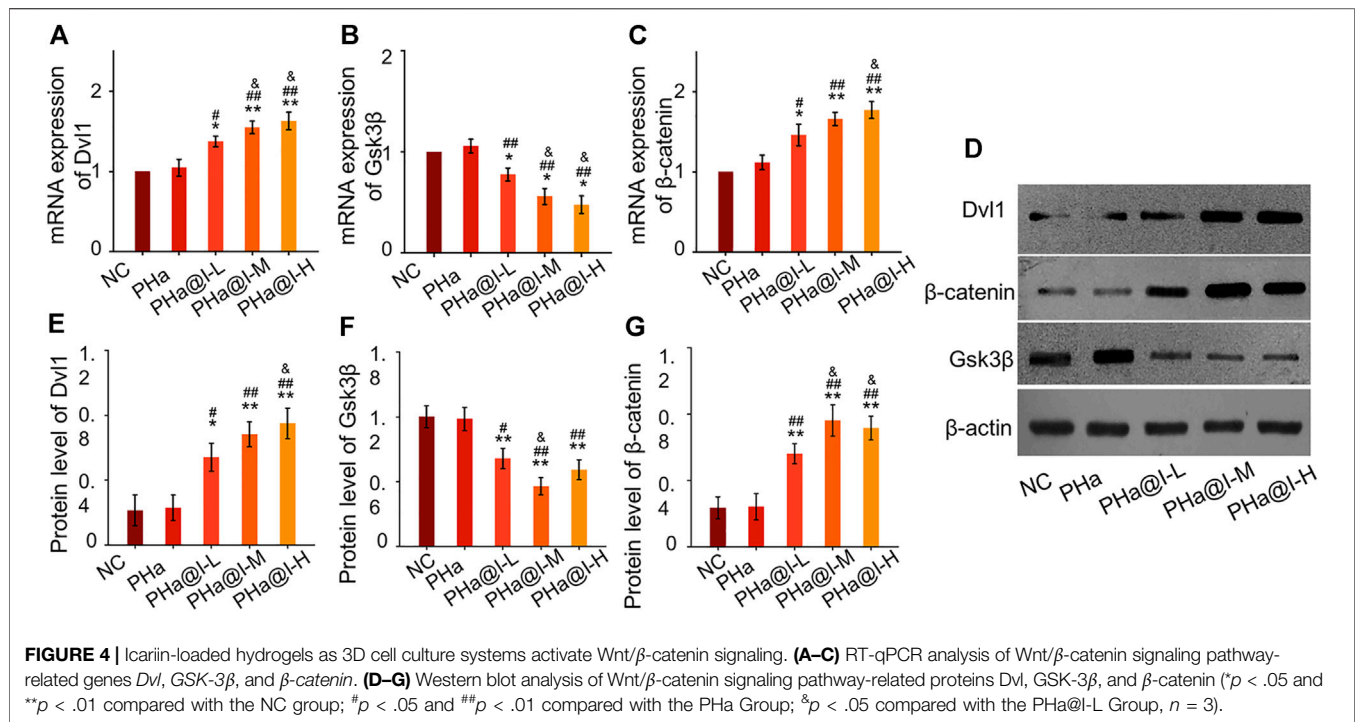 A
mRNA expression
of Dvl1
2
1
0
#
*
&
##
**
&
##
**
NC
PHa
PHa@I-L
PHa@I-M
PHa@I-H
B
mRNA expression
of Gsk3β
2
1
0
##
*
&
##
*
&
##
*
NC
PHa
PHa@I-L
PHa@I-M
PHa@I-H
C
mRNA expression
of β-catenin
2
1
0
#
*
##
**
&
##
**
NC
PHa
PHa@I-L
PHa@I-M
PHa@I-H
D
Dvl1
β-catenin
Gsk3β
β-actin
NC
PHa
PHa@I-L
PHa@I-M
PHa@I-H
E
Protein level of Dvl1
1.
2
0.
8
0.
4
0
#
*
##
**
&
##
**
NC
PHa
PHa@I-L
PHa@I-M
PHa@I-H
F
Protein level of Gsk3β
1.
8
1.
2
0.
6
0
#
**
&
##
**
##
**
NC
PHa
PHa@I-L
PHa@I-M
PHa@I-H
G
Protein level of β-catenin
1.
2
0.
8
0.
4
0
##
**
&
##
**
&
##
**
NC
PHa
PHa@I-L
PHa@I-M
PHa@I-H
FIGURE 4 | Icariin-loaded hydrogels as 3D cell culture systems activate Wnt/β-catenin signaling. (A–C) RT-qPCR analysis of Wnt/β-catenin signaling pathway-
related genes Dvl, GSK-3β, and β-catenin. (D–G) Western blot analysis of Wnt/β-catenin signaling pathway-related proteins Dvl, GSK-3β, and β-catenin (*p < .05 and
**p < .01 compared with the NC group; #p < .05 and ##p < .01 compared with the PHa Group; &p < .05 compared with the PHa@I-L Group, n = 3).